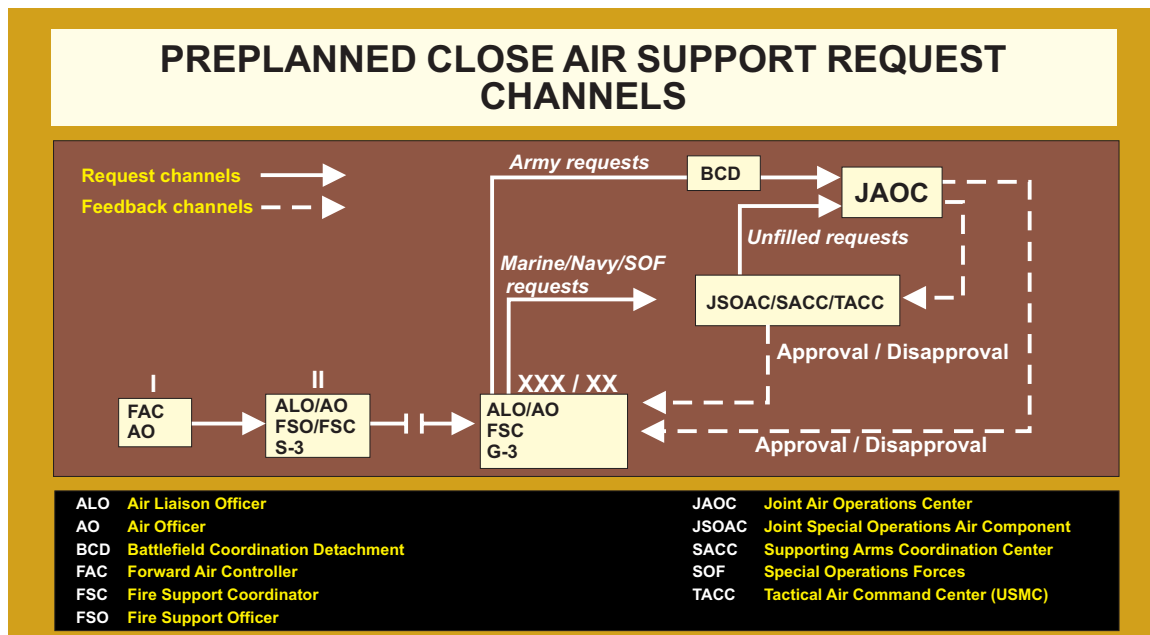 PREPLANNED CLOSE AIR SUPPORT REQUEST
CHANNELS
Request channels
Feedback channels
Army requests
BCD
JAOC
Unfilled requests
Marine/Navy/SOF
requests
JSOAC/SACC/TACC
Approval / Disapproval
I
FAC
AO
II
ALO/AO
FSO/FSC
S-3
XXX / XX
ALO/AO
FSC
G-3
Approval / Disapproval
ALO Air Liaison Officer
AO Air Officer
BCD Battlefield Coordination Detachment
FAC Forward Air Controller
FSC Fire Support Coordinator
FSO Fire Support Officer
JAOC Joint Air Operations Center
JSOAC Joint Special Operations Air Component
SACC Supporting Arms Coordination Center
SOF Special Operations Forces
TACC Tactical Air Command Center (USMC)